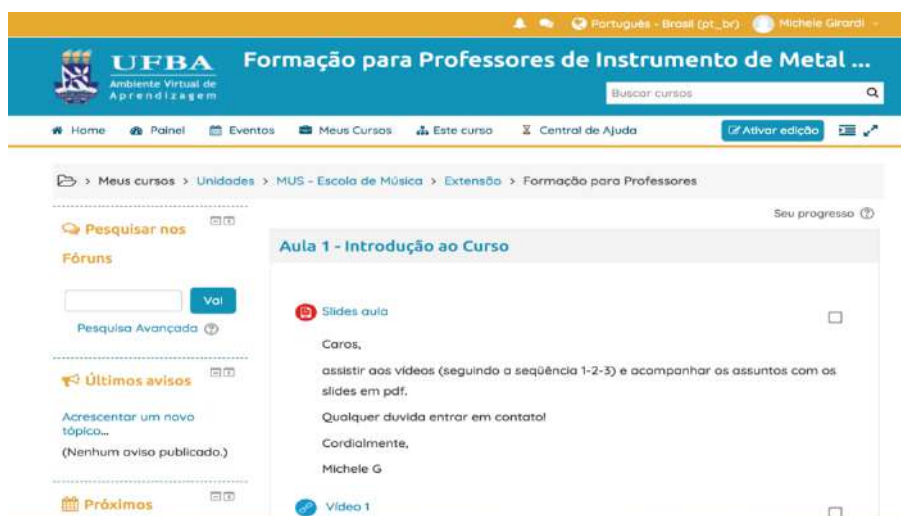 Português - Brasil (pt_br) Michele Girardi
UFBA
Ambiente Virtual de
Aprendizagem
Formação para Professores de Instrumento de Metal ...
Buscar cursos
Home Painel Eventos Meus Cursos Este curso Central de Ajuda Ativar edição
> Meus cursos > Unidades > MUS - Escola de Música > Extensão > Formação para Professores
Seu progresso
Pesquisar nos
Fóruns
Vai
Pesquisa Avançada
Últimos avisos
Acrescentar um novo
tópico...
(Nenhum aviso publicado.)
Próximos
Aula 1 - Introdução ao Curso
Slides aula
Caros,
assistir aos vídeos (seguindo a seqüência 1-2-3) e acompanhar os assuntos com os
slides em pdf.
Qualquer duvida entrar em contato!
Cordialmente,
Michele G
Vídeo 1